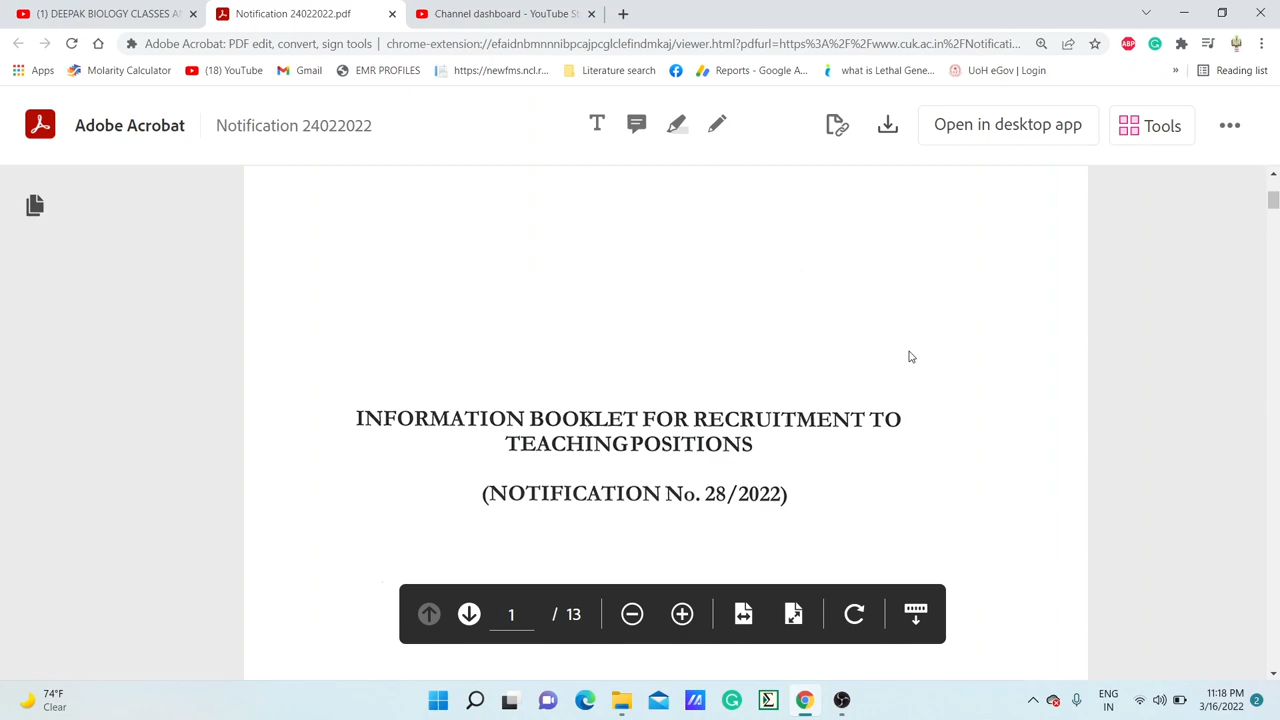 (1) DEEPAK BIOLOGY CLASSES A
Notification 24022022.pdf
Channel dashboard - YouTube St
Adobe Acrobat: PDF edit, convert, sign tools | chrome-extension://efaidnbmnnnibpcajpcglclefindmkaj/viewer.html?pdfurl=https%3A%2F%2Fwww.cuk.ac.in%2FNotificati...
Apps
Molarity Calculator
(18) YouTube
Gmail
EMR PROFILES
https://newfms.ncl.r...
Literature search
Reports - Google A...
what is Lethal Gene...
UoH eGov | Login
»
Reading list
Adobe Acrobat
Notification 24022022
Open in desktop app
Tools
INFORMATION BOOKLET FOR RECRUITMENT TO
TEACHING POSITIONS
(NOTIFICATION No. 28/2022)
1 / 13
74°F
Clear
ENG
IN
11:18 PM
3/16/2022
2